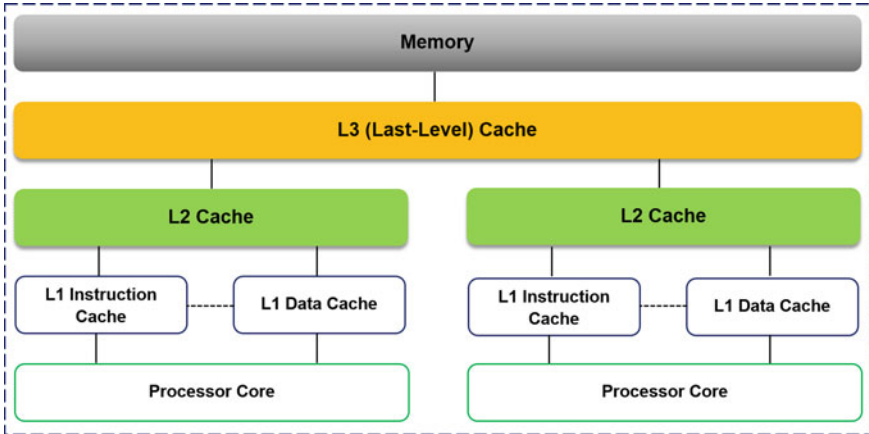 Memory
L3 (Last-Level) Cache
L2 Cache
L2 Cache
L1 Instruction
Cache
L1 Data Cache
L1 Instruction
Cache
L1 Data Cache
Processor Core
Processor Core